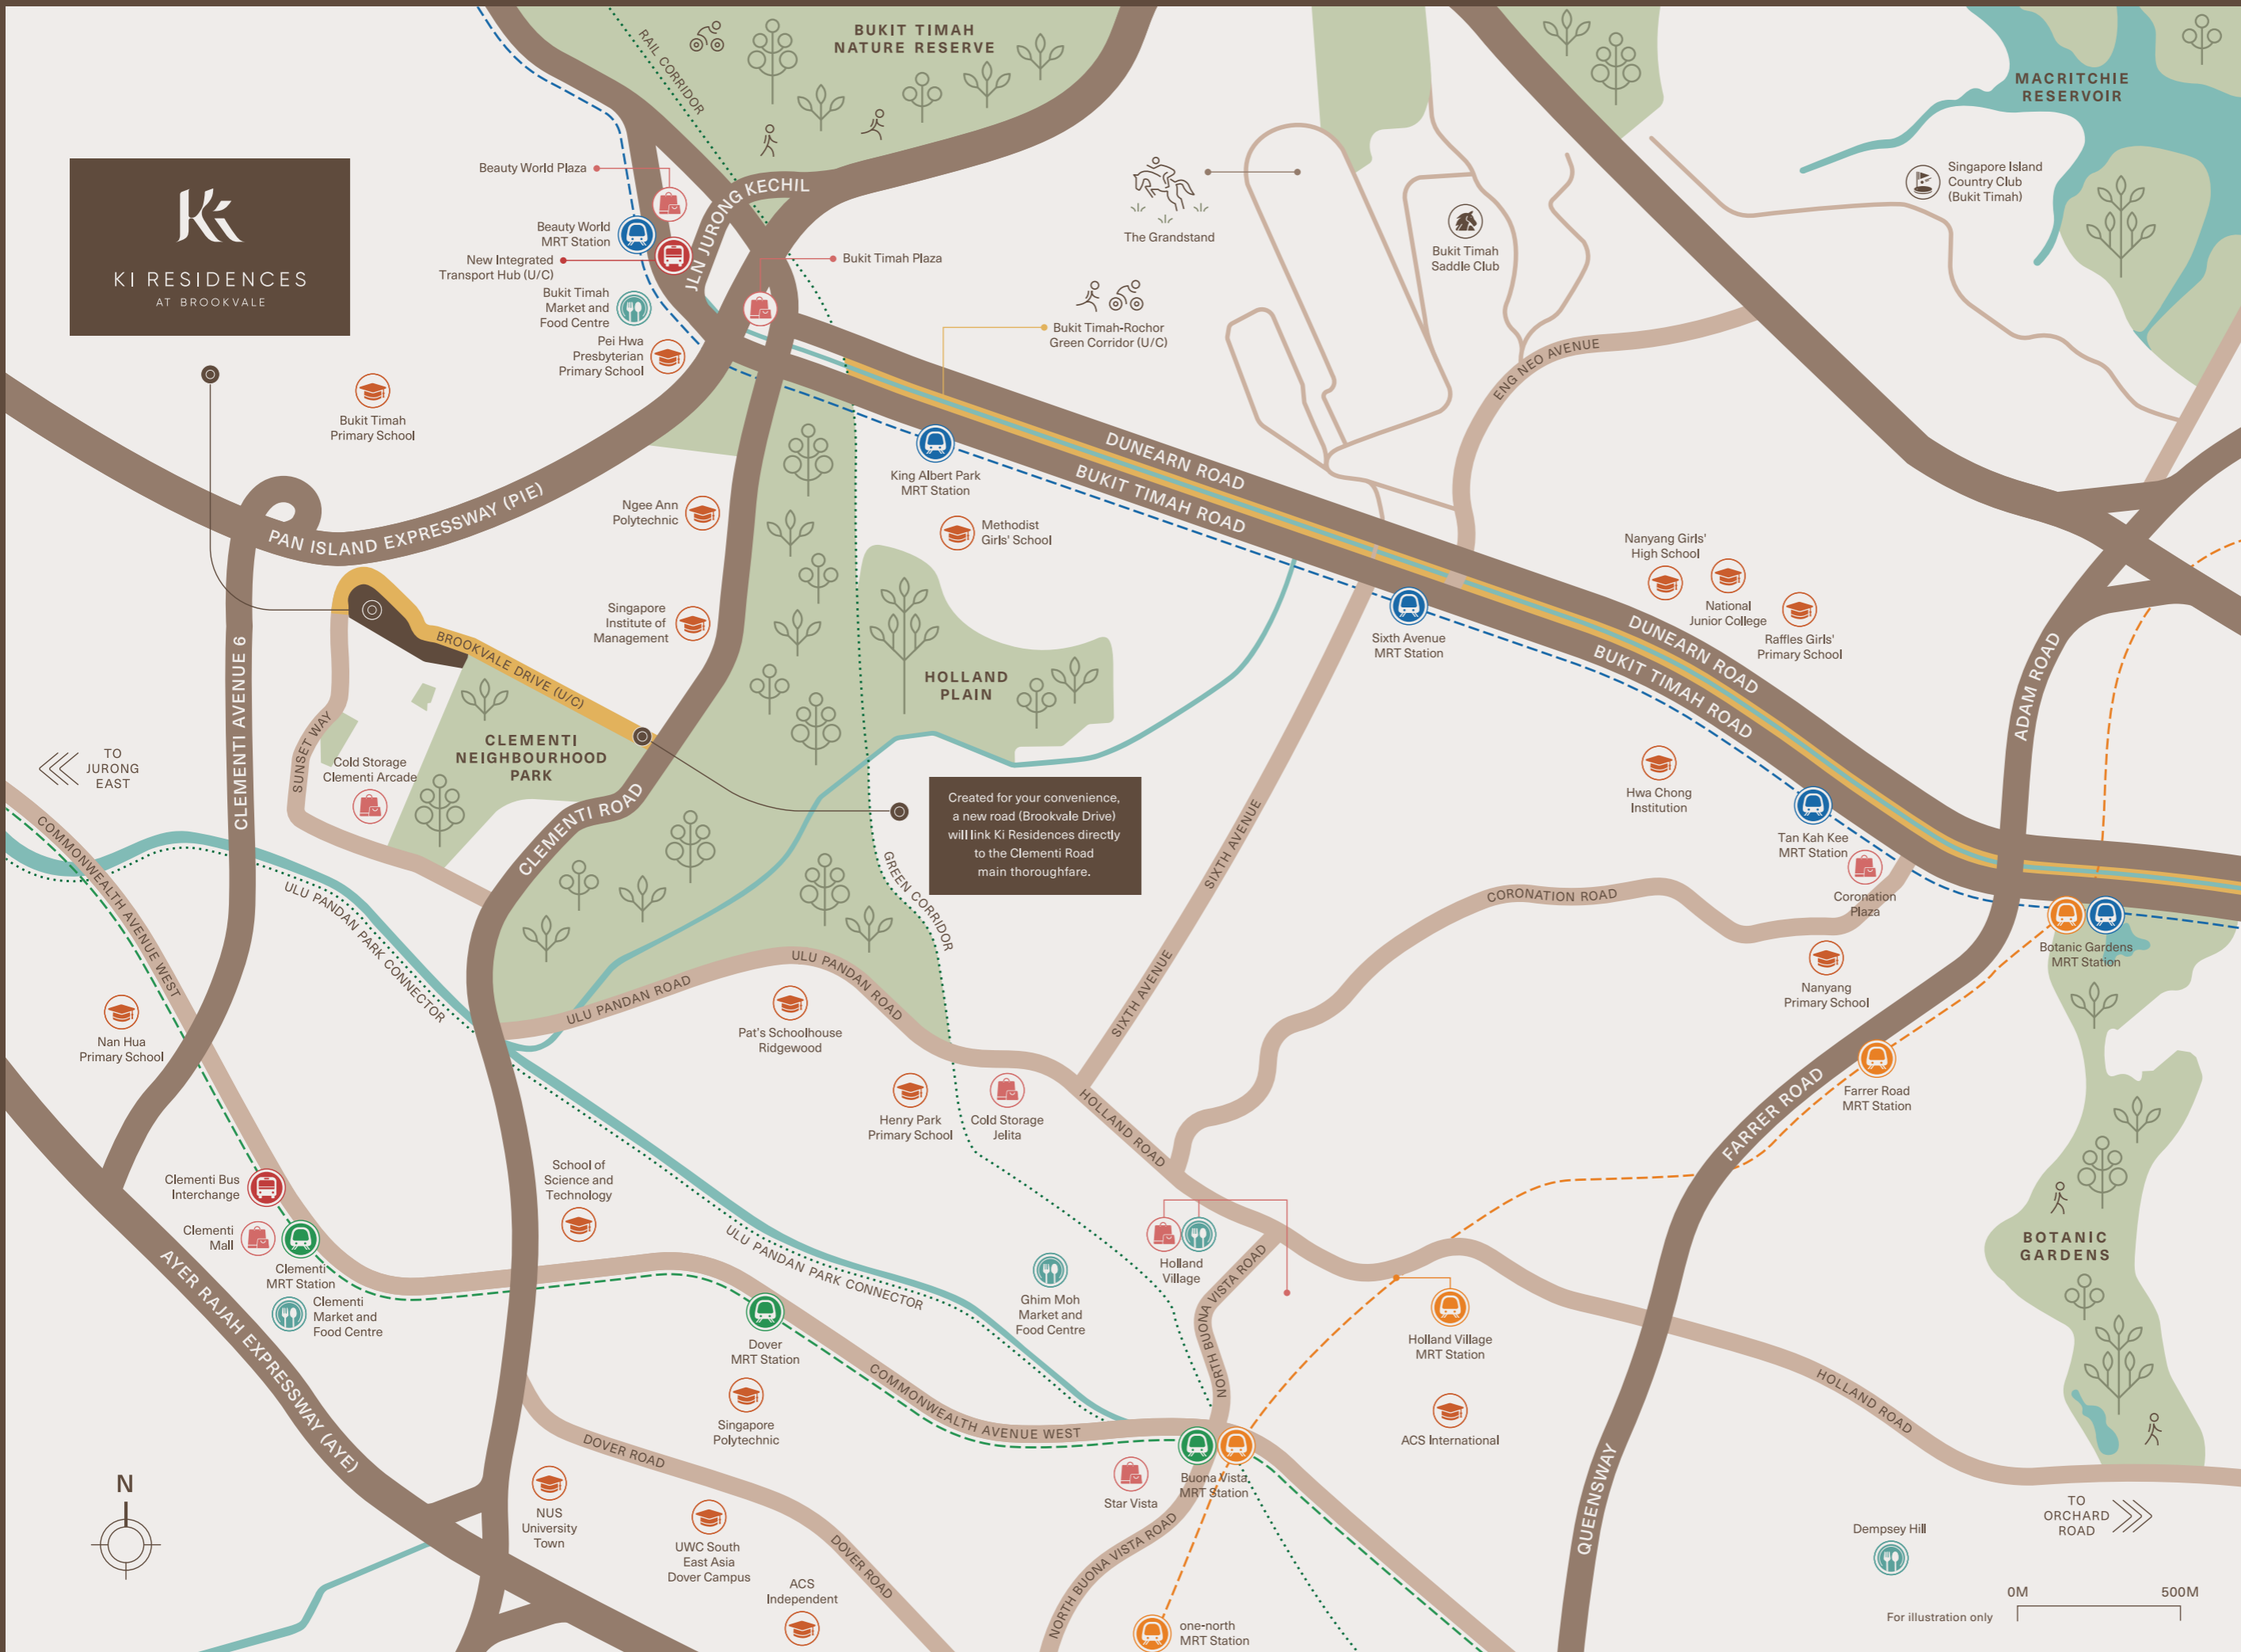 BUKIT TIMAH
NATURE RESERVE
RAIL CORRIDOR
MACRITCHIE
RESERVOIR
KI RESIDENCES
AT BROOKVALE
Beauty World Plaza
JLN JURONG KECHIL
Beauty World
MRT Station
New Integrated
Transport Hub (U/C)
Bukit Timah Plaza
Bukit Timah
Market and
Food Centre
Pei Hwa
Presbyterian
Primary School
The Grandstand
Bukit Timah
Saddle Club
Singapore Island
Country Club
(Bukit Timah)
Bukit Timah-Rochor
Green Corridor (U/C)
ENG NEO AVENUE
Bukit Timah
Primary School
PAN ISLAND EXPRESSWAY (PIE)
Ngee Ann
Polytechnic
King Albert Park
MRT Station
DUNEARN ROAD
BUKIT TIMAH ROAD
Methodist
Girls' School
Nanyang Girls'
High School
National
Junior College
Raffles Girls'
Primary School
Singapore
Institute of
Management
Sixth Avenue
MRT Station
DUNEARN ROAD
BUKIT TIMAH ROAD
ADAM ROAD
CLEMENTI AVENUE 6
BROOKVALE DRIVE (U/C)
HOLLAND
PLAIN
SUNSET WAY
CLEMENTI
NEIGHBOURHOOD
PARK
TO
JURONG
EAST
Cold Storage
Clementi Arcade
CLEMENTI ROAD
Created for your convenience,
a new road (Brookvale Drive)
will link Ki Residences directly
to the Clementi Road
main thoroughfare.
Hwa Chong
Institution
Tan Kah Kee
MRT Station
Coronation
Plaza
COMMONWEALTH AVENUE WEST
ULU PANDAN PARK CONNECTOR
GREEN CORRIDOR
SIXTH AVENUE
CORONATION ROAD
Botanic Gardens
MRT Station
ULU PANDAN ROAD
ULU PANDAN ROAD
SIXTH AVENUE
Nanyang
Primary School
Nan Hua
Primary School
Pat's Schoolhouse
Ridgewood
Henry Park
Primary School
Cold Storage
Jelita
HOLLAND ROAD
FARRER ROAD
Farrer Road
MRT Station
Clementi Bus
Interchange
Clementi
Mall
Clementi
MRT Station
Clementi
Market and
Food Centre
School of
Science and
Technology
ULU PANDAN PARK CONNECTOR
Holland
Village
NORTH BUONA VISTA ROAD
Ghim Moh
Market and
Food Centre
Holland Village
MRT Station
BOTANIC
GARDENS
AYER RAJAH EXPRESSWAY (AYE)
Dover
MRT Station
Singapore
Polytechnic
COMMONWEALTH AVENUE WEST
ACS International
HOLLAND ROAD
DOVER ROAD
Star Vista
Buona Vista
MRT Station
QUEENSWAY
N
NUS
University
Town
UWC South
East Asia
Dover Campus
ACS
Independent
DOVER ROAD
NORTH BUONA VISTA ROAD
one-north
MRT Station
TO
ORCHARD
ROAD
Dempsey Hill
0M
500M
For illustration only